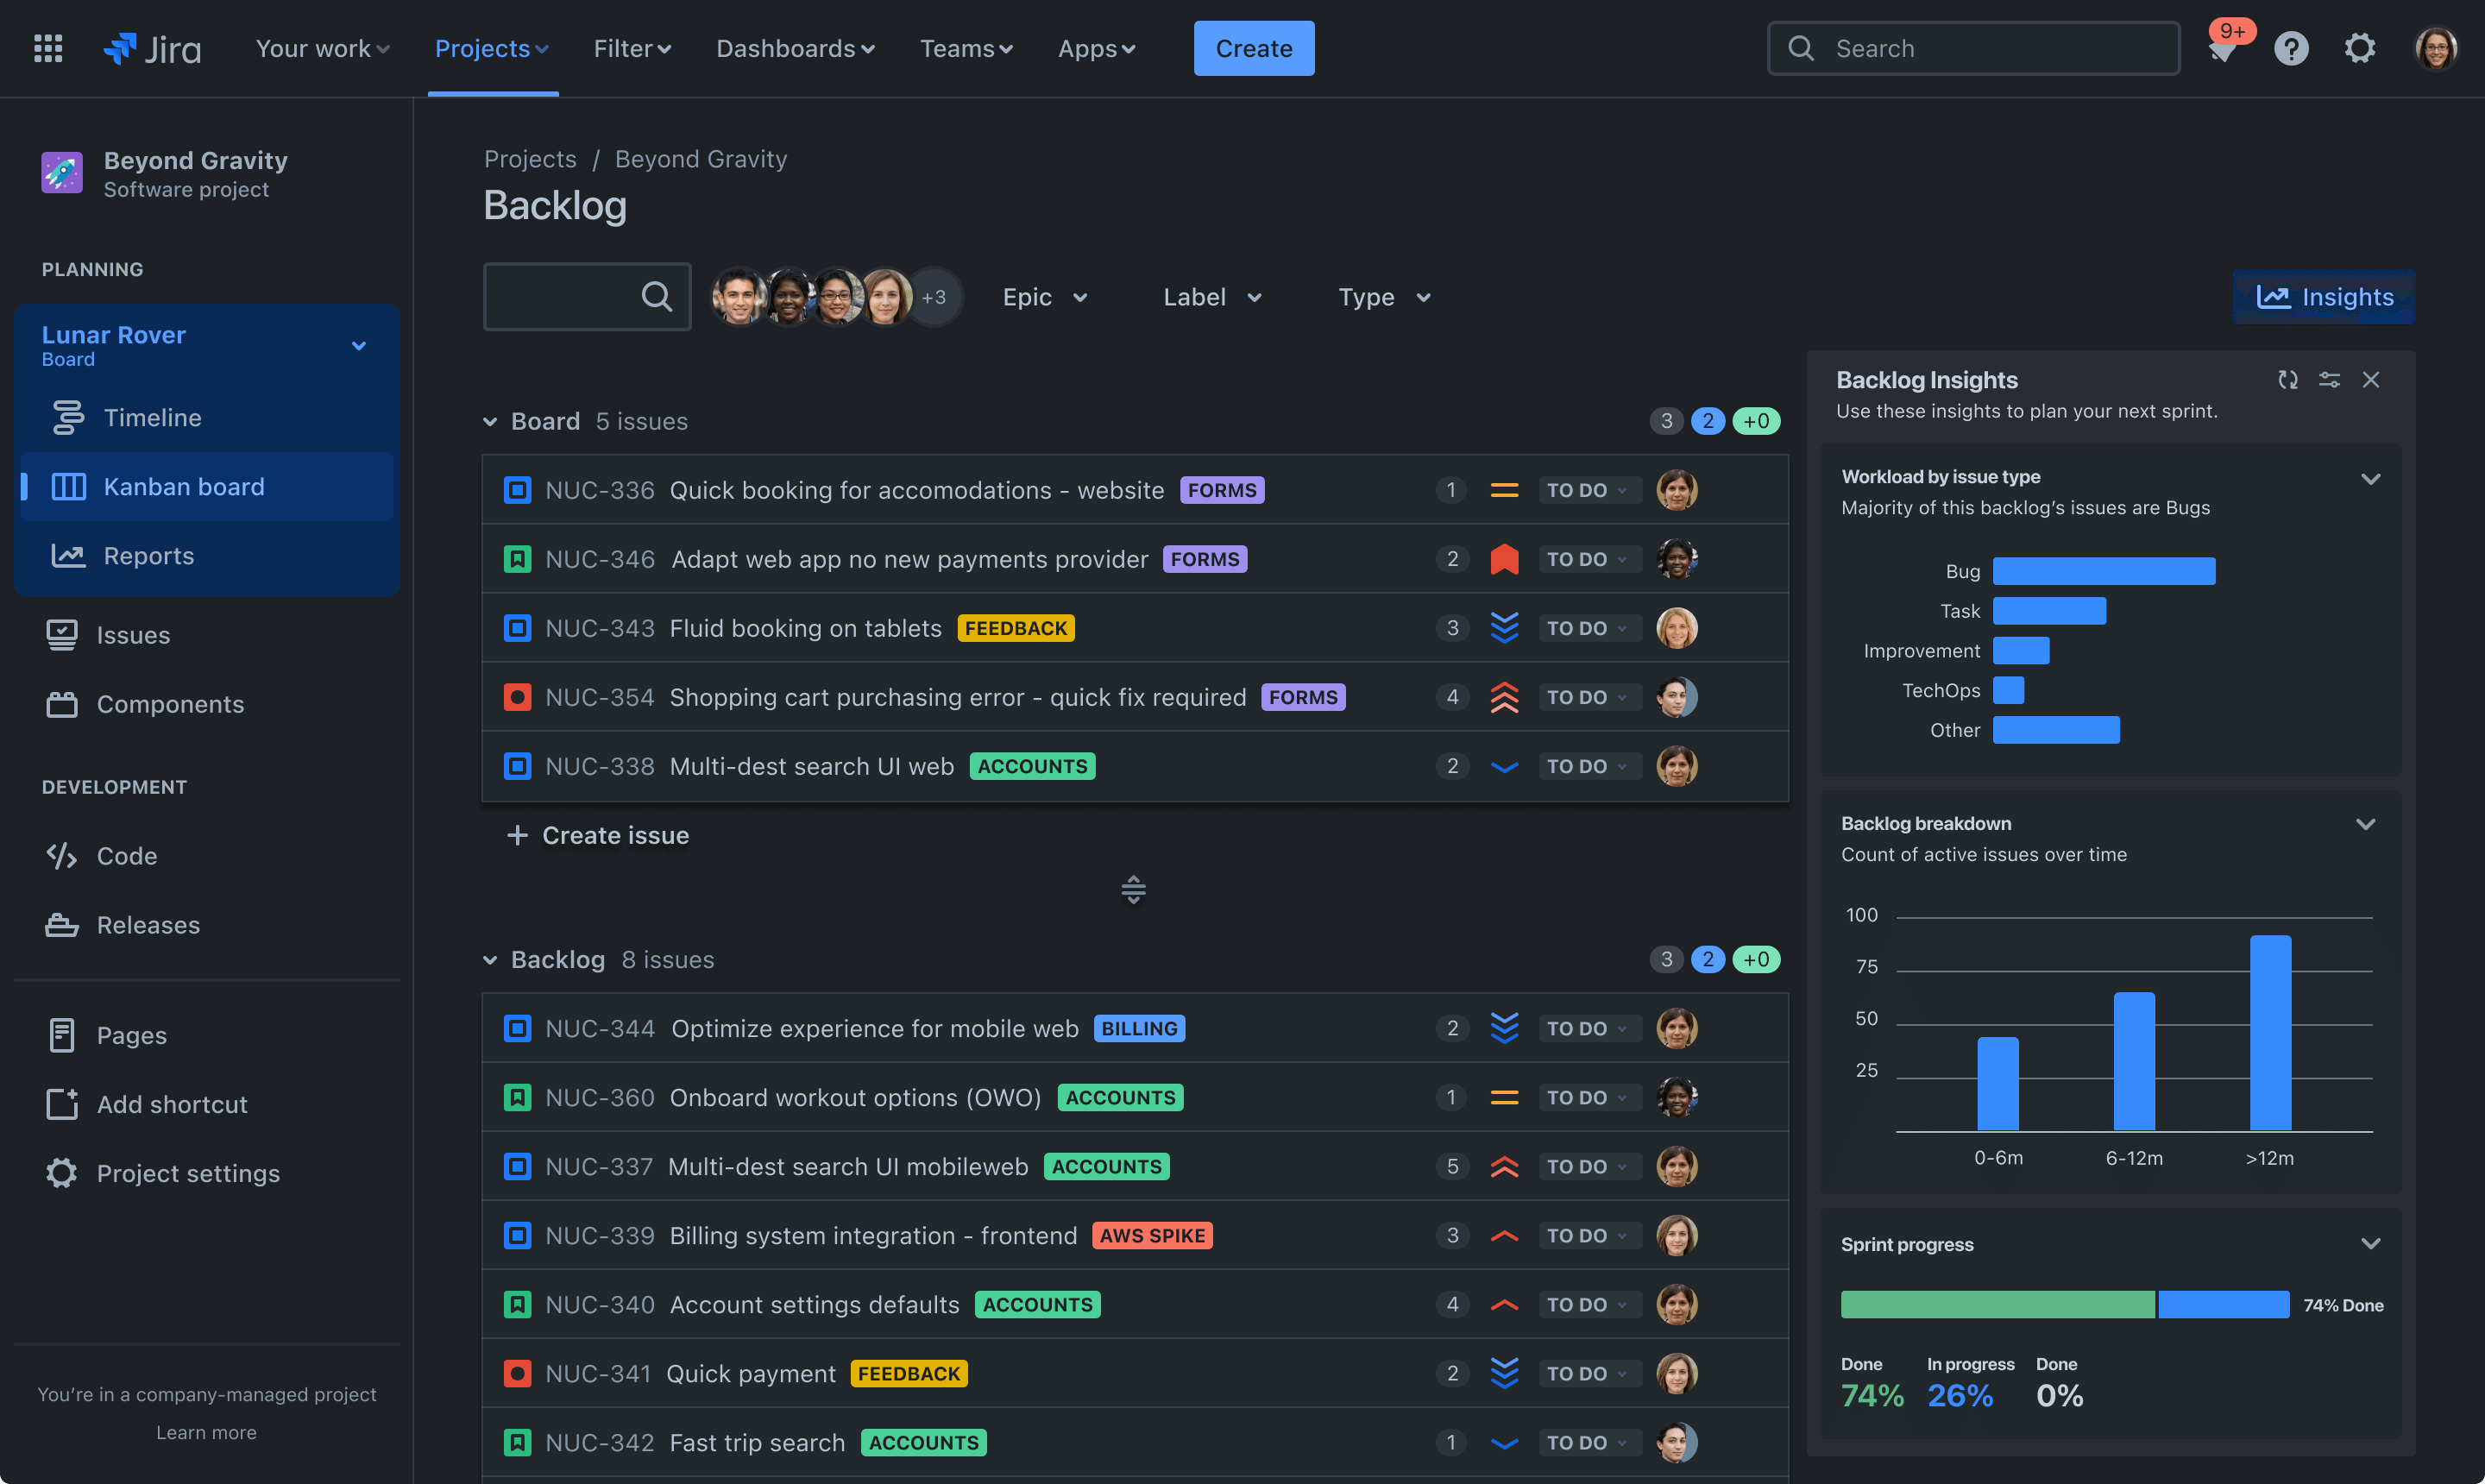 Jira
Your work
Projects
Filter
Dashboards
Teams
Apps
Create
Search
9+
Beyond Gravity
Software project
PLANNING
Lunar Rover
Board
Timeline
Kanban board
Reports
Issues
Components
DEVELOPMENT
Code
Releases
Pages
Add shortcut
Project settings
You're in a company-managed project
Learn more
Projects / Beyond Gravity
Backlog
+3
Epic
Label
Type
Insights
Board 5 issues 3 2 +0
NUC-336 Quick booking for accomodations - website FORMS 1 TO DO
NUC-346 Adapt web app no new payments provider FORMS 2 TO DO
NUC-343 Fluid booking on tablets FEEDBACK 3 TO DO
NUC-354 Shopping cart purchasing error - quick fix required FORMS 4 TO DO
NUC-338 Multi-dest search UI web ACCOUNTS 2 TO DO
Create issue
Backlog 8 issues 3 2 +0
NUC-344 Optimize experience for mobile web BILLING 2 TO DO
NUC-360 Onboard workout options (OWO) ACCOUNTS 1 TO DO
NUC-337 Multi-dest search UI mobileweb ACCOUNTS 5 TO DO
NUC-339 Billing system integration - frontend AWS SPIKE 3 TO DO
NUC-340 Account settings defaults ACCOUNTS 4 TO DO
NUC-341 Quick payment FEEDBACK 2 TO DO
NUC-342 Fast trip search ACCOUNTS 1 TO DO
Backlog Insights
Use these insights to plan your next sprint.
Workload by issue type
Majority of this backlog's issues are Bugs
Bug
Task
Improvement
TechOps
Other
Backlog breakdown
Count of active issues over time
100
75
50
25
0-6m 6-12m >12m
Sprint progress
74% Done
Done In progress Done
74% 26% 0%